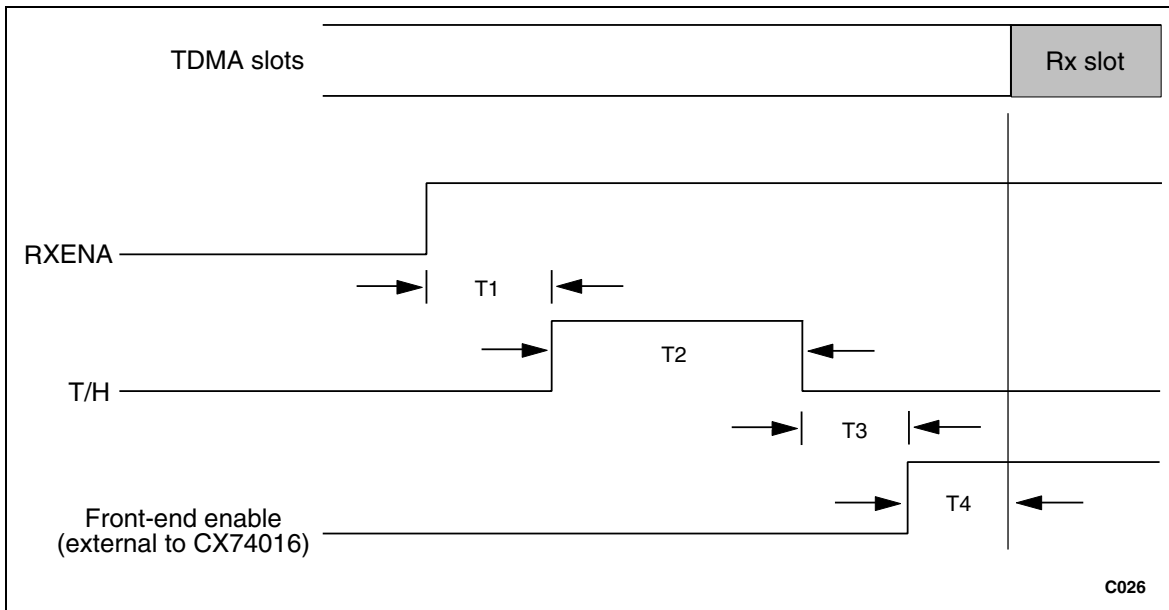 TDMA slots
Rx slot
RXENA
T1
T2
T/H
T3
T4
Front-end enable
(external to CX74016)
C026